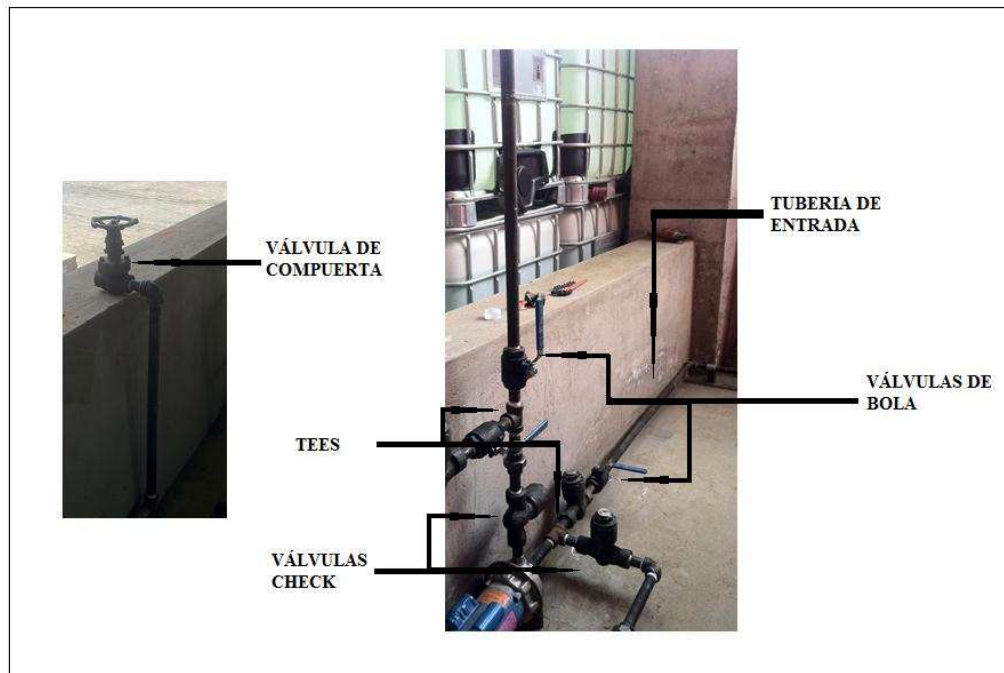 VÁLVULA DE
COMPUERTA
TUBERIA DE
ENTRADA
VÁLVULAS DE
BOLA
TEES
VÁLVULAS
CHECK